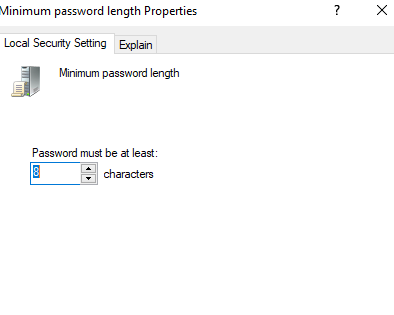 Minimum password length Properties ?
Local Security Setting Explain
Minimum password length
Password must be at least:
8 characters